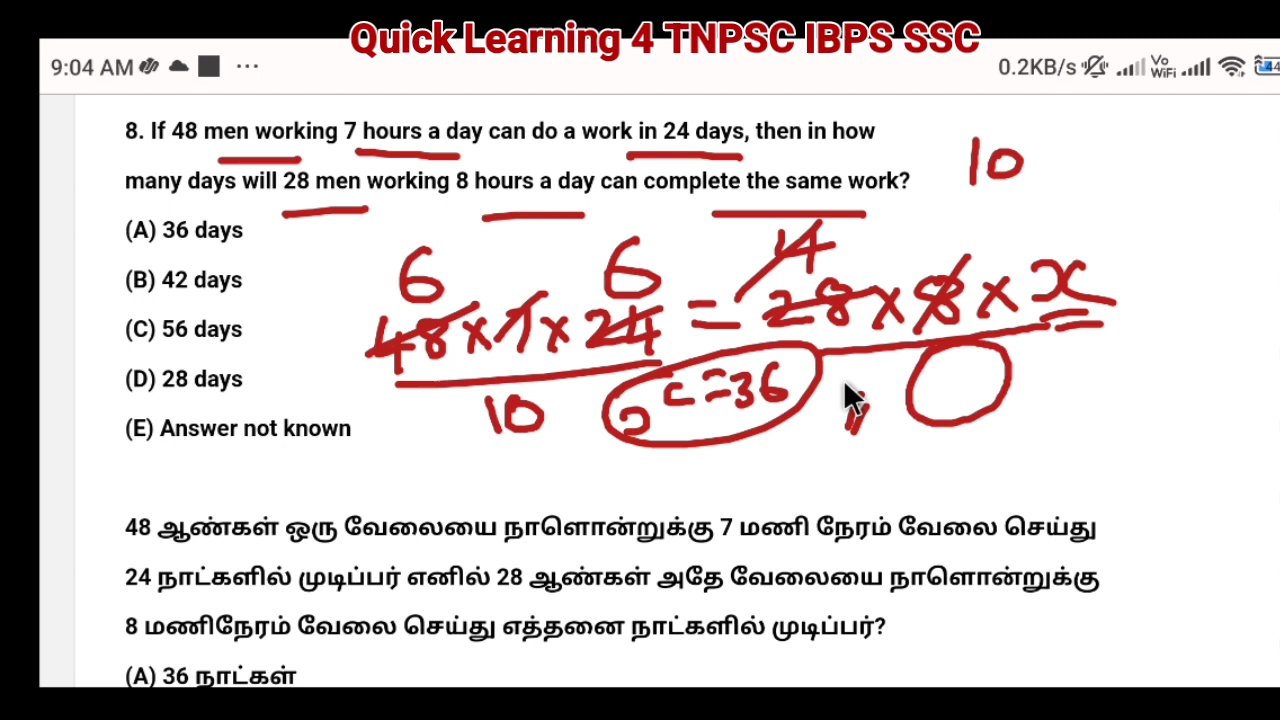 Quick Learning 4 TNPSC IBPS SSC
9:04 AM ... 0.2KB/s Vo WiFi 44
8. If 48 men working 7 hours a day can do a work in 24 days, then in how
many days will 28 men working 8 hours a day can complete the same work?
10
(A) 36 days
(B) 42 days
(C) 56 days
(D) 28 days
(E) Answer not known
6 6 14
48 x 7 x 24 = 28 x 8 x x
10 x = 36
48 ஆண்கள் ஒரு வேலையை நாளொன்றுக்கு 7 மணி நேரம் வேலை செய்து
24 நாட்களில் முடிப்பர் எனில் 28 ஆண்கள் அதே வேலையை நாளொன்றுக்கு
8 மணிநேரம் வேலை செய்து எத்தனை நாட்களில் முடிப்பர்?
(A) 36 நாட்கள்